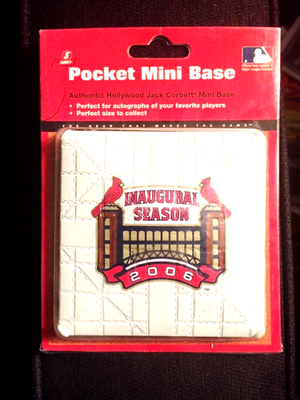 Pocket Mini Base
Authentic Hollywood Jack Corbett® Mini Base
• Perfect for autographs of your favorite players
• Perfect size to collect
INAUGURAL
SEASON
2006